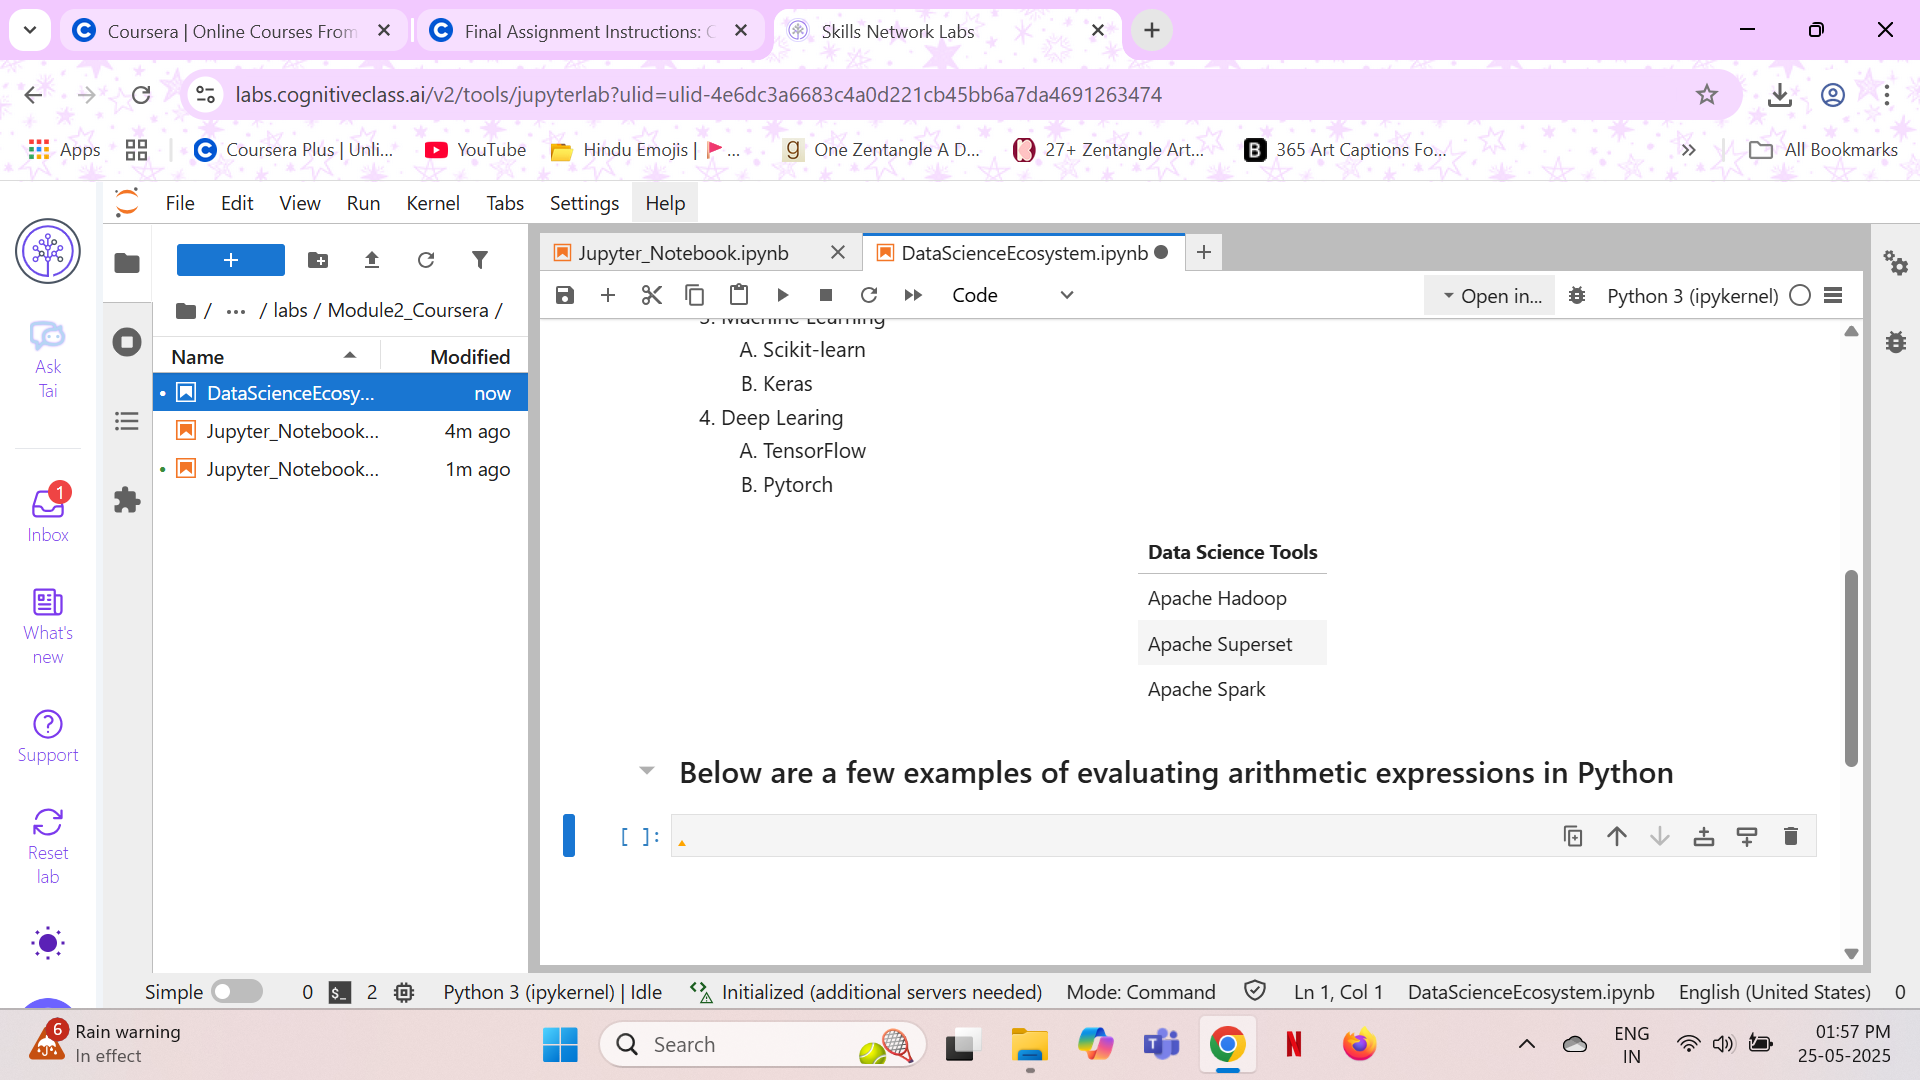 Coursera | Online Courses From
Final Assignment Instructions: C
Skills Network Labs
labs.cognitiveclass.ai/v2/tools/jupyterlab?ulid=ulid-4e6dc3a6683c4a0d221cb45bb6a7da4691263474
Apps
Coursera Plus | Unli...
YouTube
Hindu Emojis | 🚩 ...
g One Zentangle A D...
27+ Zentangle Art...
B 365 Art Captions Fo...
All Bookmarks
File Edit View Run Kernel Tabs Settings Help
Jupyter_Notebook.ipynb
DataScienceEcosystem.ipynb
Code
Open in...
Python 3 (ipykernel)
/ ... / labs / Module2_Coursera /
Name Modified
DataScienceEcosy... now
Jupyter_Notebook... 4m ago
Jupyter_Notebook... 1m ago
Ask
Tai
1
Inbox
What's
new
Support
Reset
lab
3. Machine Learning
A. Scikit-learn
B. Keras
4. Deep Learing
A. TensorFlow
B. Pytorch
Data Science Tools
Apache Hadoop
Apache Superset
Apache Spark
Below are a few examples of evaluating arithmetic expressions in Python
[ ]:
Simple 0 $_ 2 Python 3 (ipykernel) | Idle Initialized (additional servers needed) Mode: Command Ln 1, Col 1 DataScienceEcosystem.ipynb English (United States) 0
6
Rain warning
In effect
Search
T
N
ENG
IN
01:57 PM
25-05-2025